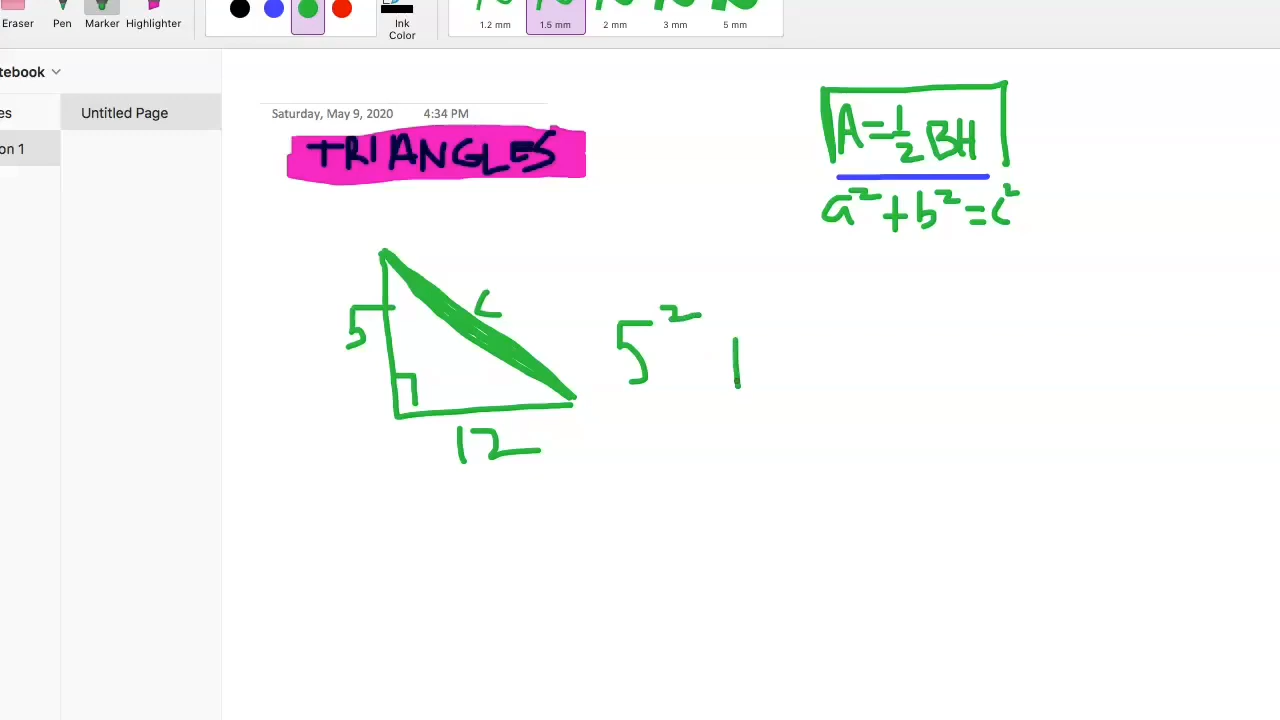 Eraser Pen Marker Highlighter
Ink Color
1.2 mm 1.5 mm 2 mm 3 mm 5 mm
tebook
es
Untitled Page
on 1
Saturday, May 9, 2020 4:34 PM
TRIANGLES
A=½ BH
a²+b²=c²
5
c
12
5² |